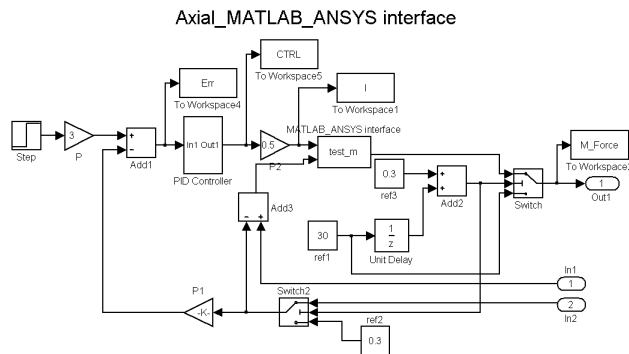 Axial_MATLAB_ANSYS interface
CTRL
To Workspace5
Err
To Workspace4
I
To Workspace1
Step
3
P
+
-
Add1
In1 Out1
PID Controller
0.5
P2
MATLAB_ANSYS interface
test_m
0.3
ref3
+
+
Add2
Switch
M_Force
To Workspace
1
Out1
- +
Add3
30
ref1
1
z
Unit Delay
In1
1
2
In2
P1
-K-
Switch2
ref2
0.3